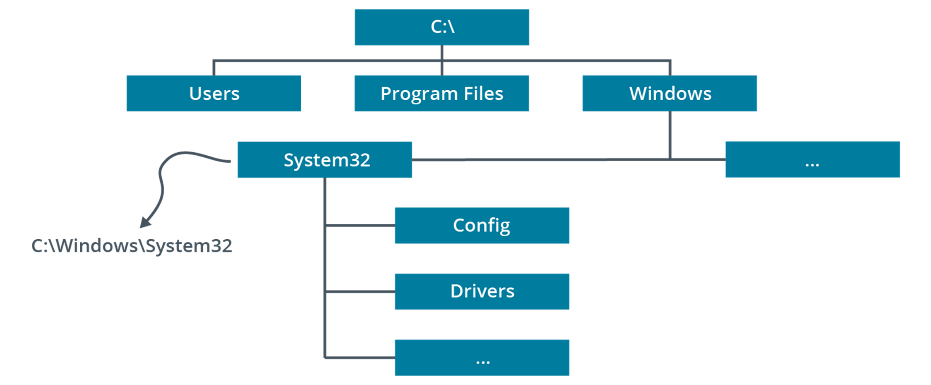 C:\
Users
Program Files
Windows
System32
...
Config
C:\Windows\System32
Drivers
...